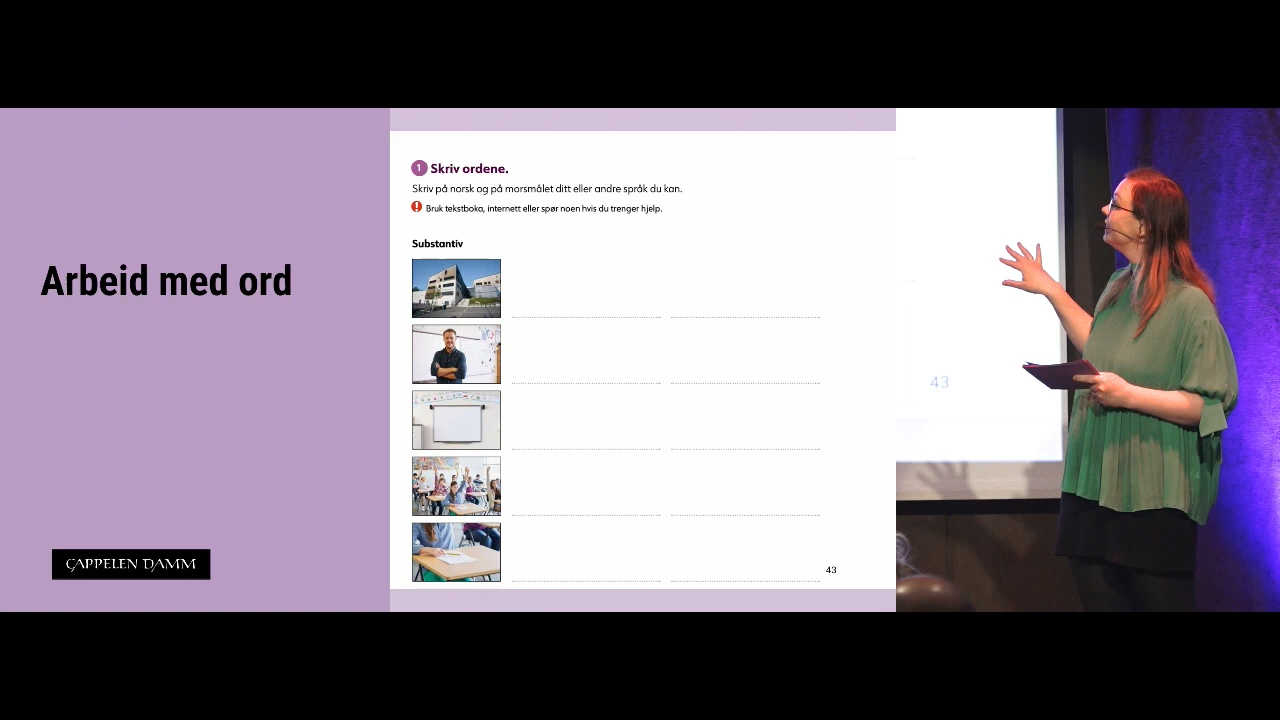 Arbeid med ord
CAPPELEN DAMM
1 Skriv ordene.
Skriv på norsk og på morsmålet ditt eller andre språk du kan.
! Bruk tekstboka, internett eller spør noen hvis du trenger hjelp.
Substantiv
43
43